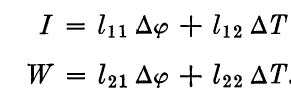 I = l₁₁ Δφ + l₁₂ ΔT
W = l₂₁ Δφ + l₂₂ ΔT.